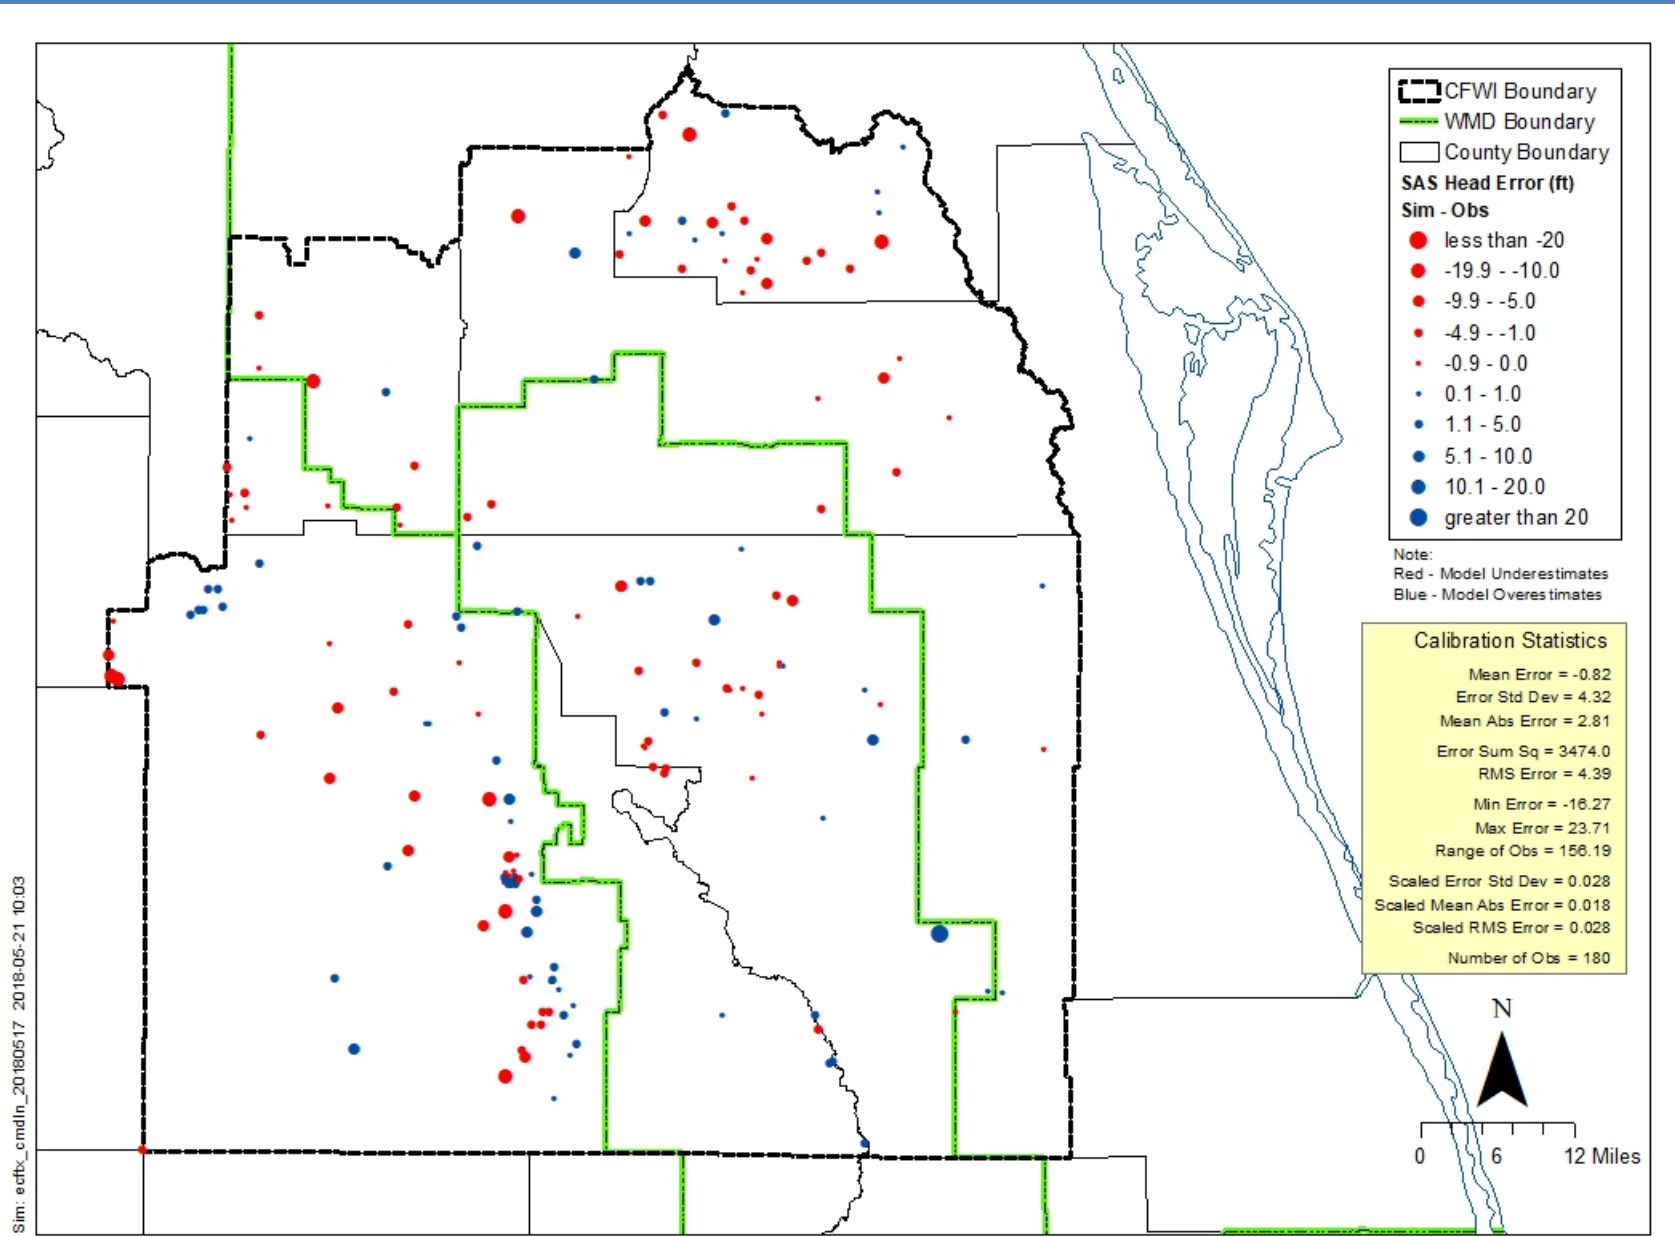 CFWI Boundary
WMD Boundary
County Boundary
SAS Head Error (ft)
Sim - Obs
less than -20
-19.9 - -10.0
-9.9 - -5.0
-4.9 - -1.0
-0.9 - 0.0
0.1 - 1.0
1.1 - 5.0
5.1 - 10.0
10.1 - 20.0
greater than 20
Note:
Red - Model Underestimates
Blue - Model Overestimates
Calibration Statistics
Mean Error = -0.82
Error Std Dev = 4.32
Mean Abs Error = 2.81
Error Sum Sq = 3474.0
RMS Error = 4.39
Min Error = -16.27
Max Error = 23.71
Range of Obs = 156.19
Scaled Error Std Dev = 0.028
Scaled Mean Abs Error = 0.018
Scaled RMS Error = 0.028
Number of Obs = 180
N
0 6 12 Miles
Sim: ecftx_cmdln_20180517 2018-05-21 10:03